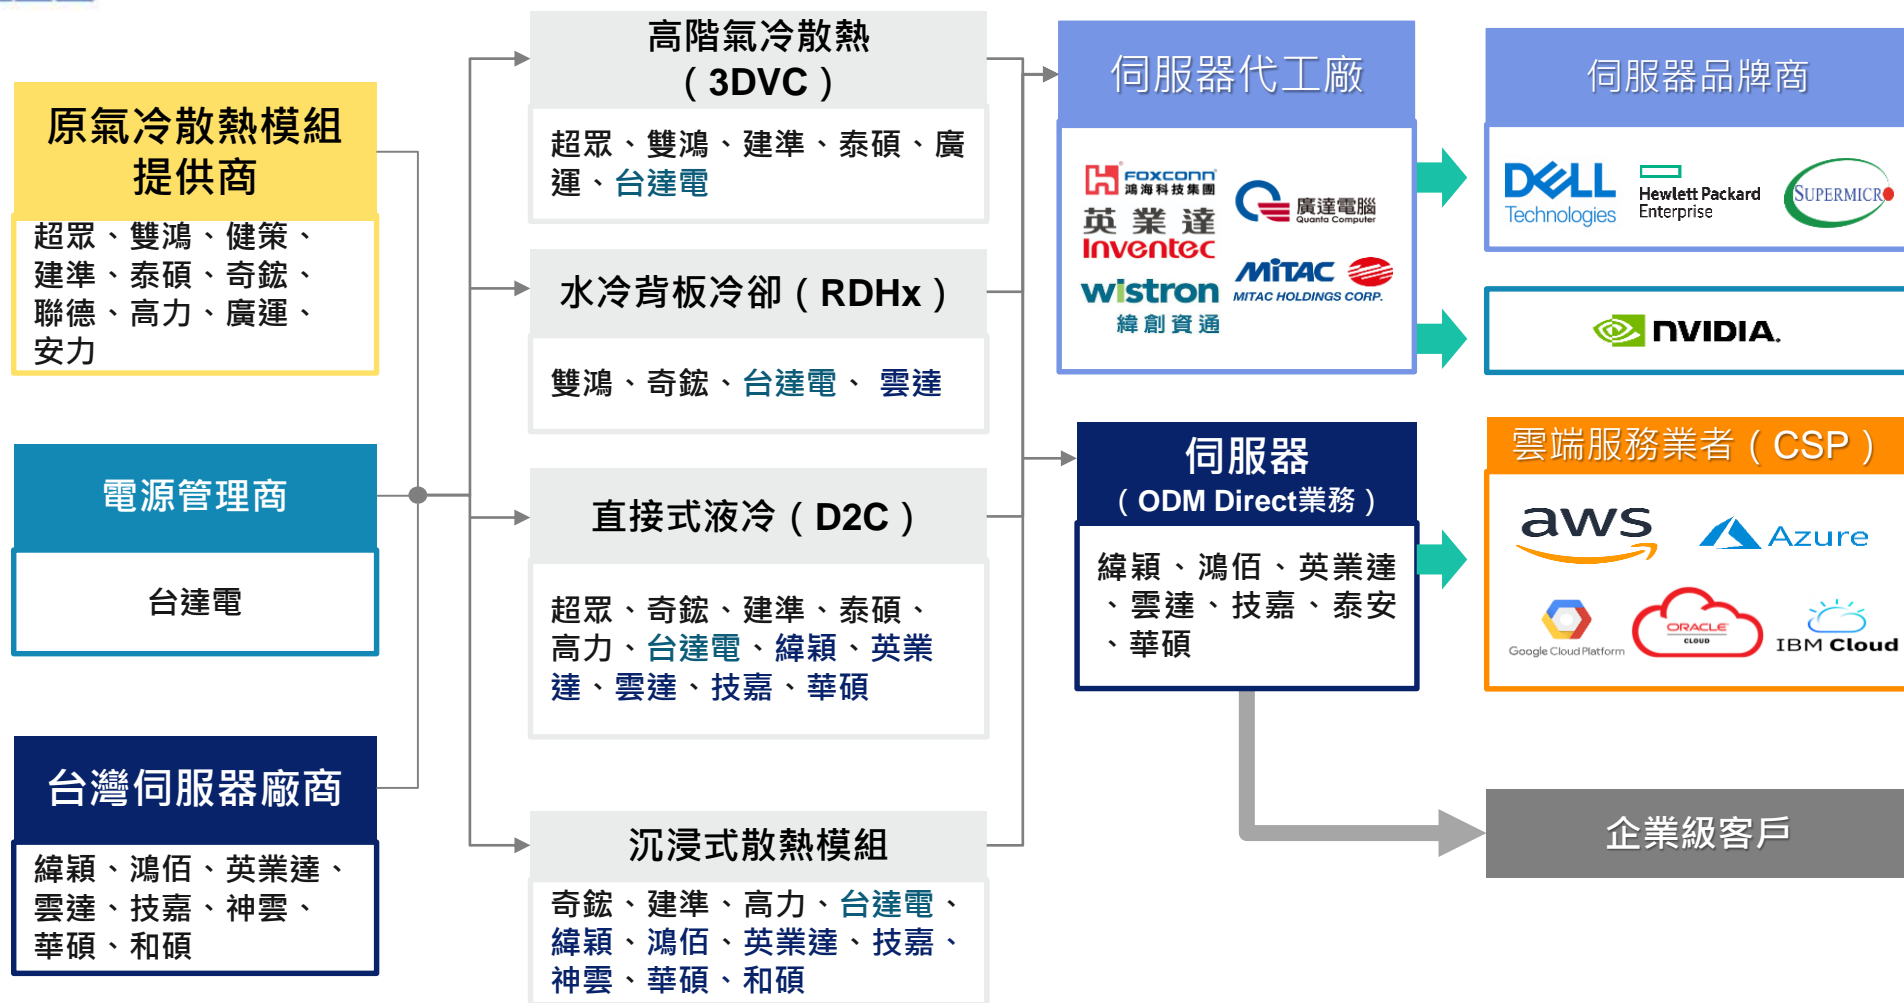 原氣冷散熱模組
提供商
超眾、雙鴻、健策、
建準、泰碩、奇鋐、
聯德、高力、廣運、
安力
電源管理商
台達電
台灣伺服器廠商
緯穎、鴻佰、英業達、
雲達、技嘉、神雲、
華碩、和碩
高階氣冷散熱
（3DVC）
超眾、雙鴻、建準、泰碩、廣
運、台達電
水冷背板冷卻（RDHx）
雙鴻、奇鋐、台達電、 雲達
直接式液冷（D2C）
超眾、奇鋐、建準、泰碩、
高力、台達電、緯穎、英業
達、雲達、技嘉、華碩
沉浸式散熱模組
奇鋐、建準、高力、台達電、
緯穎、鴻佰、英業達、技嘉、
神雲、華碩、和碩
伺服器代工廠
FOXCONN
鴻海科技集團
英業達
Inventec
wistron
緯創資通
廣達電腦
Quanta Computer
MiTAC
MITAC HOLDINGS CORP.
伺服器
（ODM Direct業務）
緯穎、鴻佰、英業達
、雲達、技嘉、泰安
、華碩
伺服器品牌商
DELL
Technologies
Hewlett Packard
Enterprise
SUPERMICRO
NVIDIA.
雲端服務業者（CSP）
aws
Azure
Google Cloud Platform
ORACLE
CLOUD
IBM Cloud
企業級客戶